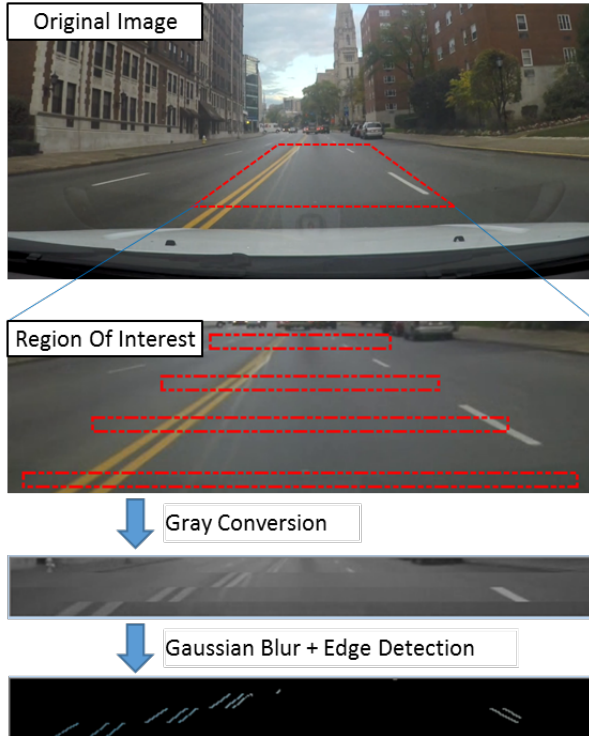 Original Image
Region Of Interest
Gray Conversion
Gaussian Blur + Edge Detection